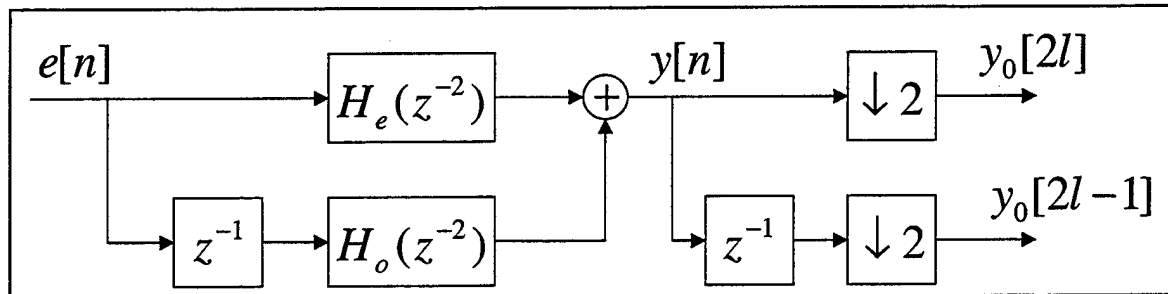 e[n]
H_e(z^{-2})
+
y[n]
↓ 2
y_0[2l]
z^{-1}
H_o(z^{-2})
z^{-1}
↓ 2
y_0[2l-1]